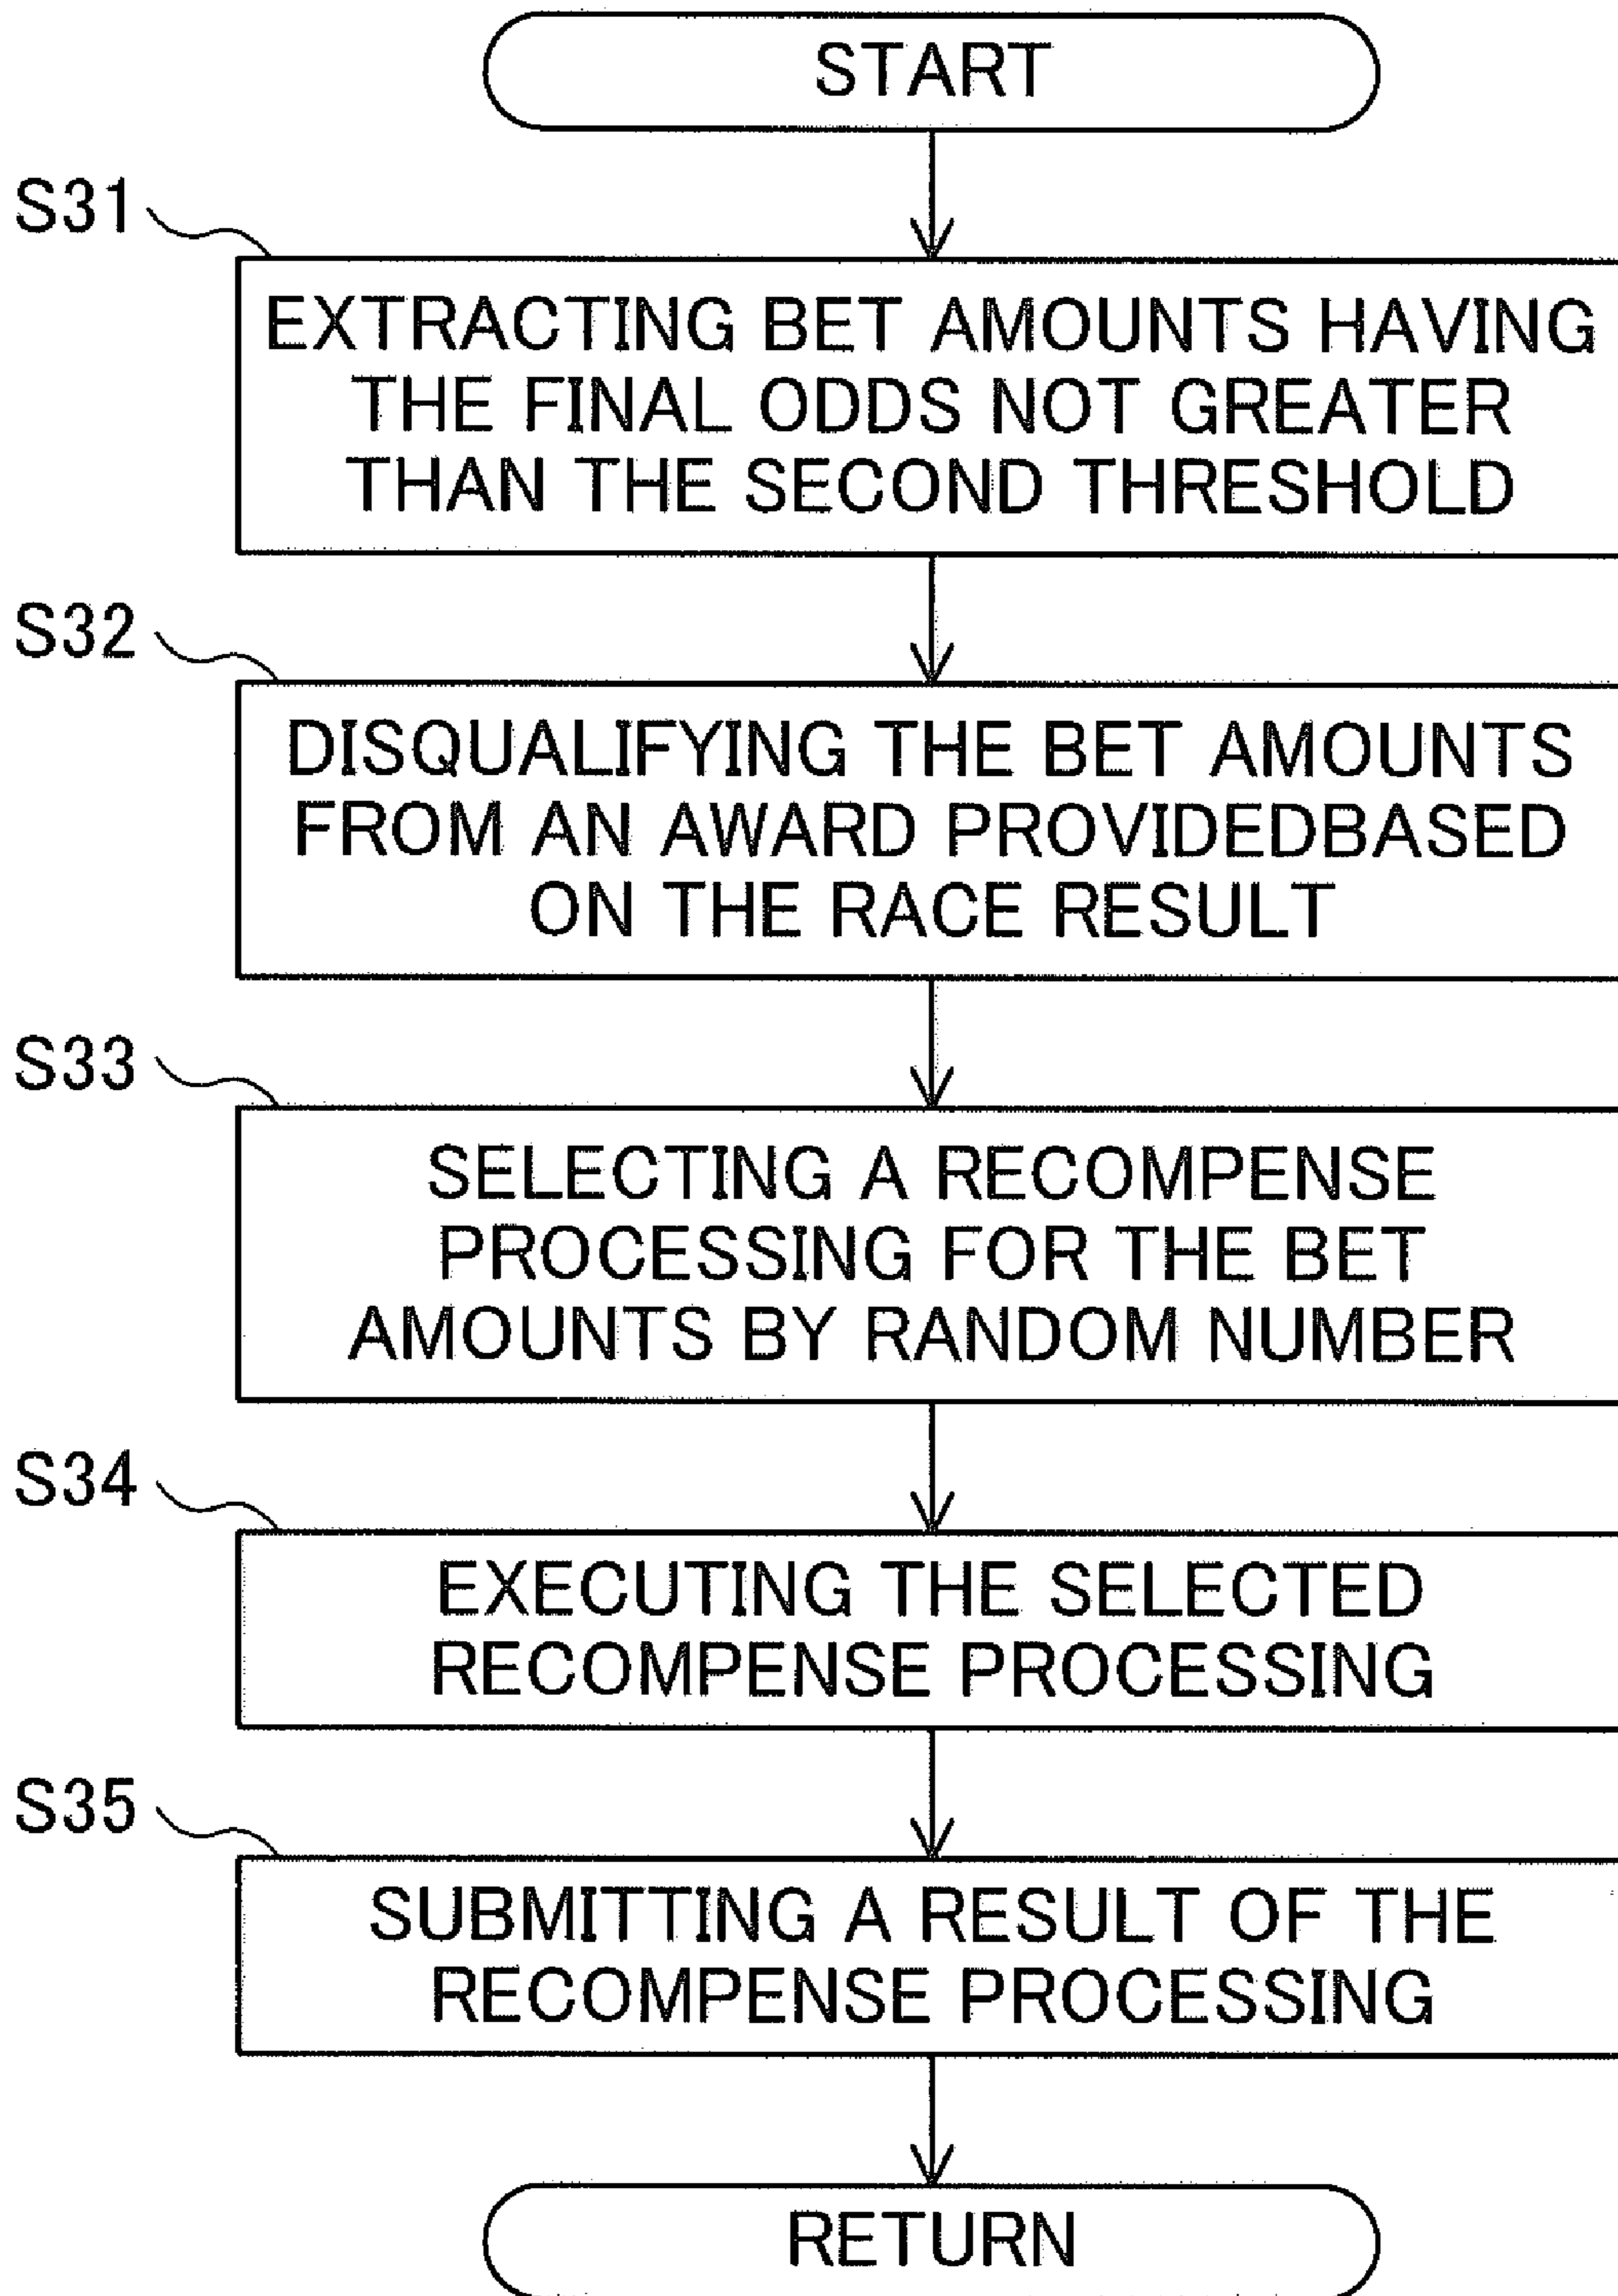 START
S31
EXTRACTING BET AMOUNTS HAVING
THE FINAL ODDS NOT GREATER
THAN THE SECOND THRESHOLD
S32
DISQUALIFYING THE BET AMOUNTS
FROM AN AWARD PROVIDEDBASED
ON THE RACE RESULT
S33
SELECTING A RECOMPENSE
PROCESSING FOR THE BET
AMOUNTS BY RANDOM NUMBER
S34
EXECUTING THE SELECTED
RECOMPENSE PROCESSING
S35
SUBMITTING A RESULT OF THE
RECOMPENSE PROCESSING
RETURN